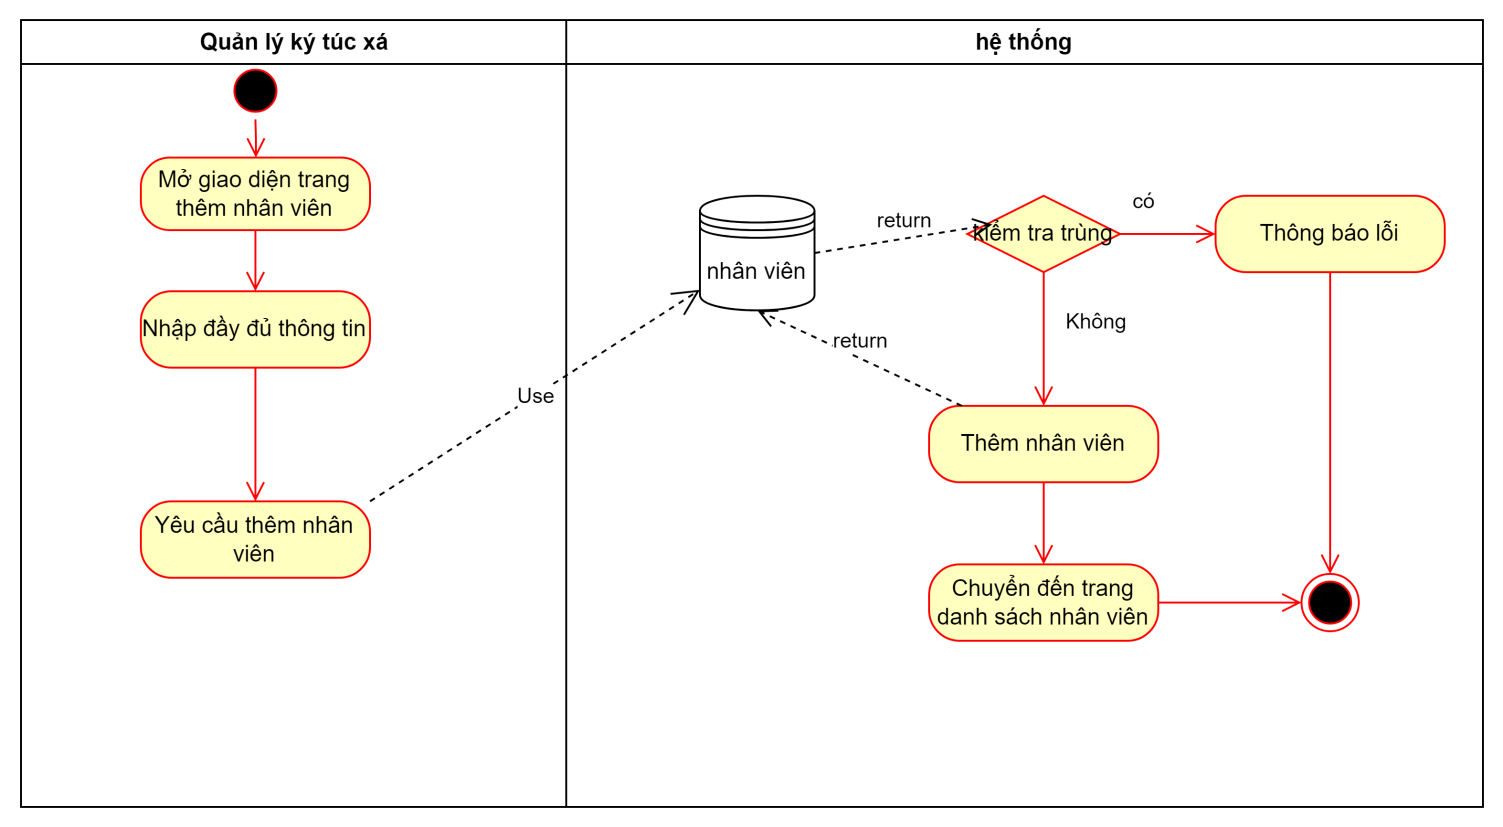 Quản lý ký túc xá
hệ thống
Mở giao diện trang
thêm nhân viên
Nhập đầy đủ thông tin
Yêu cầu thêm nhân
viên
Use
nhân viên
return
return
kiểm tra trùng
có
Không
Thông báo lỗi
Thêm nhân viên
Chuyển đến trang
danh sách nhân viên